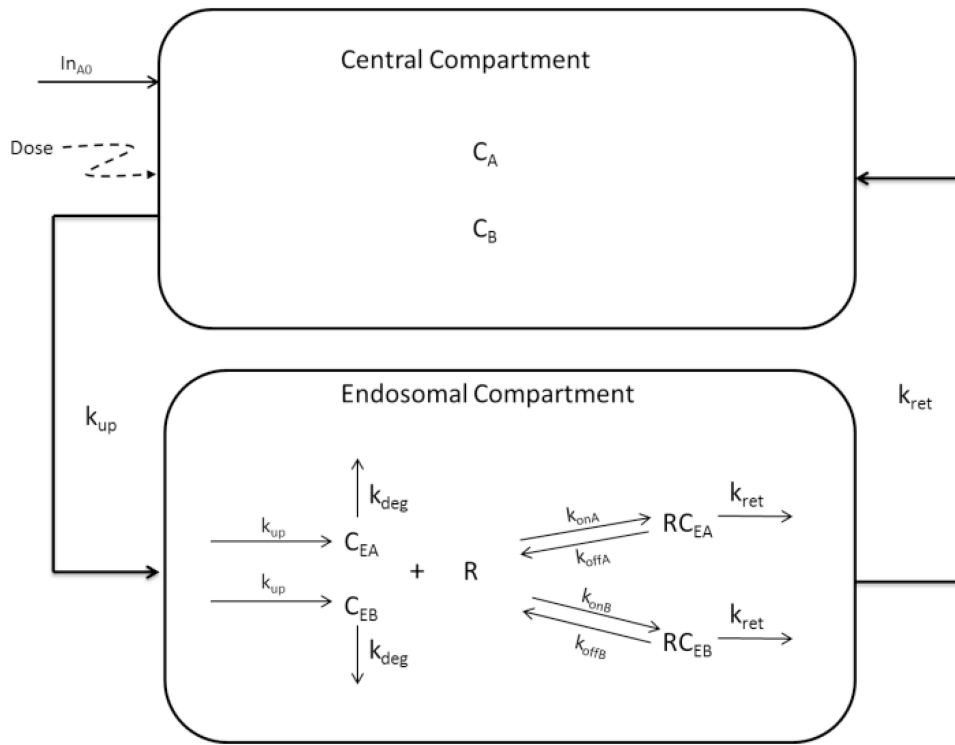 Central Compartment
In_A0
Dose
C_A
C_B
k_up
k_ret
Endosomal Compartment
k_deg
k_ret
k_up
C_EA
k_onA
k_offA
RC_EA
+ R
k_up
C_EB
k_onB
k_offB
RC_EB
k_ret
k_deg